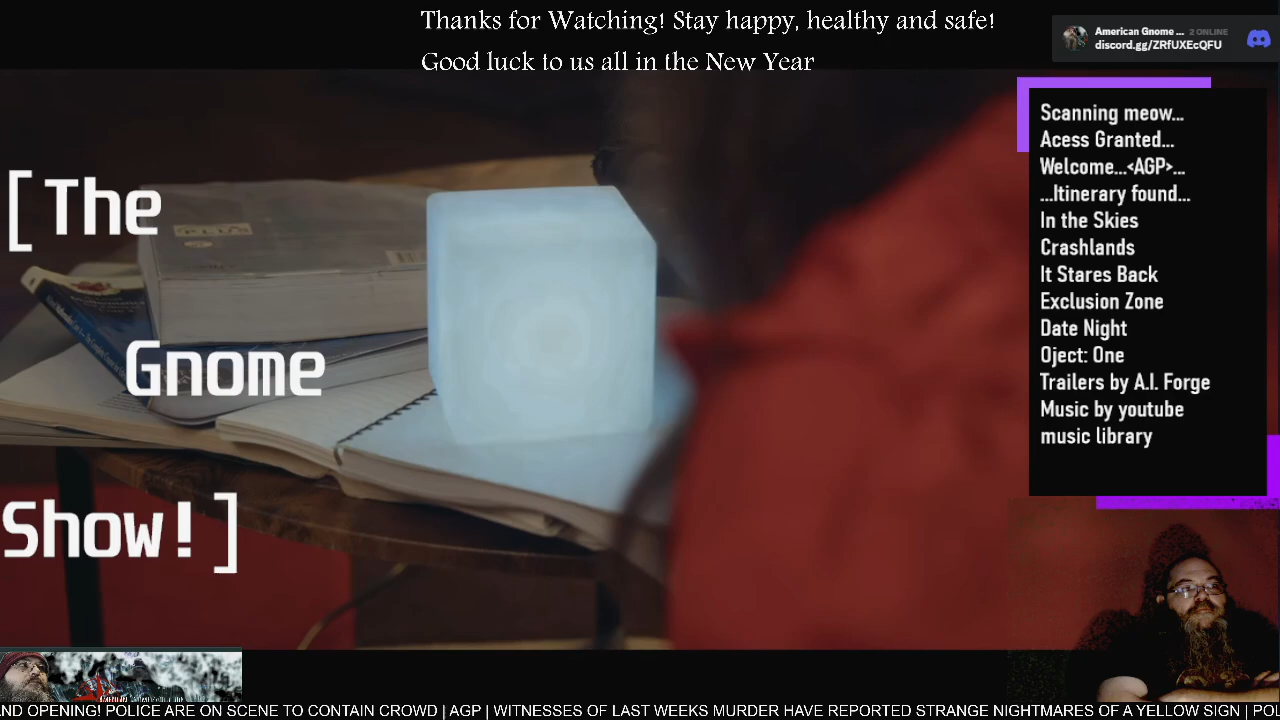 Thanks for Watching! Stay happy, healthy and safe!
Good luck to us all in the New Year
American Gnome ... 2 ONLINE
discord.gg/ZRfUXEcQFU
[The
Gnome
Show!]
Scanning meow...
Acess Granted...
Welcome...<AGP>...
...Itinerary found...
In the Skies
Crashlands
It Stares Back
Exclusion Zone
Date Night
Oject: One
Trailers by A.I. Forge
Music by youtube
music library
ND OPENING! POLICE ARE ON SCENE TO CONTAIN CROWD | AGP | WITNESSES OF LAST WEEKS MURDER HAVE REPORTED STRANGE NIGHTMARES OF A YELLOW SIGN | POL